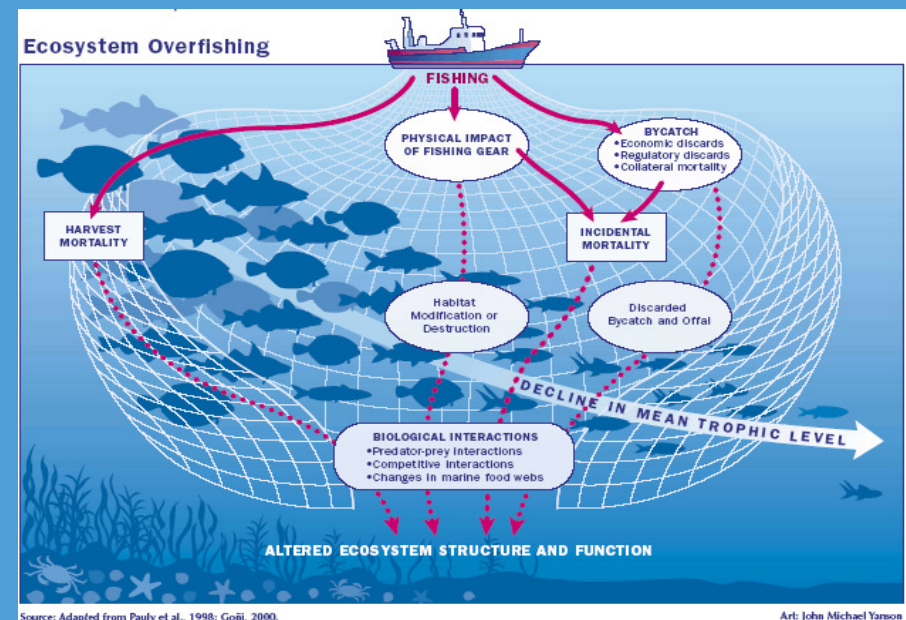 Ecosystem Overfishing
FISHING
PHYSICAL IMPACT
OF FISHING GEAR
BYCATCH
•Economic discards
•Regulatory discards
•Collateral mortality
HARVEST
MORTALITY
INCIDENTAL
MORTALITY
Habitat
Modification or
Destruction
Discarded
Bycatch and Offal
DECLINE IN MEAN TROPHIC LEVEL
BIOLOGICAL INTERACTIONS
•Predator-prey interactions
•Competitive interactions
•Changes in marine food webs
ALTERED ECOSYSTEM STRUCTURE AND FUNCTION
Source: Adapted from Pauly et al., 1998; Goñi, 2000.
Art: John Michael Yanson